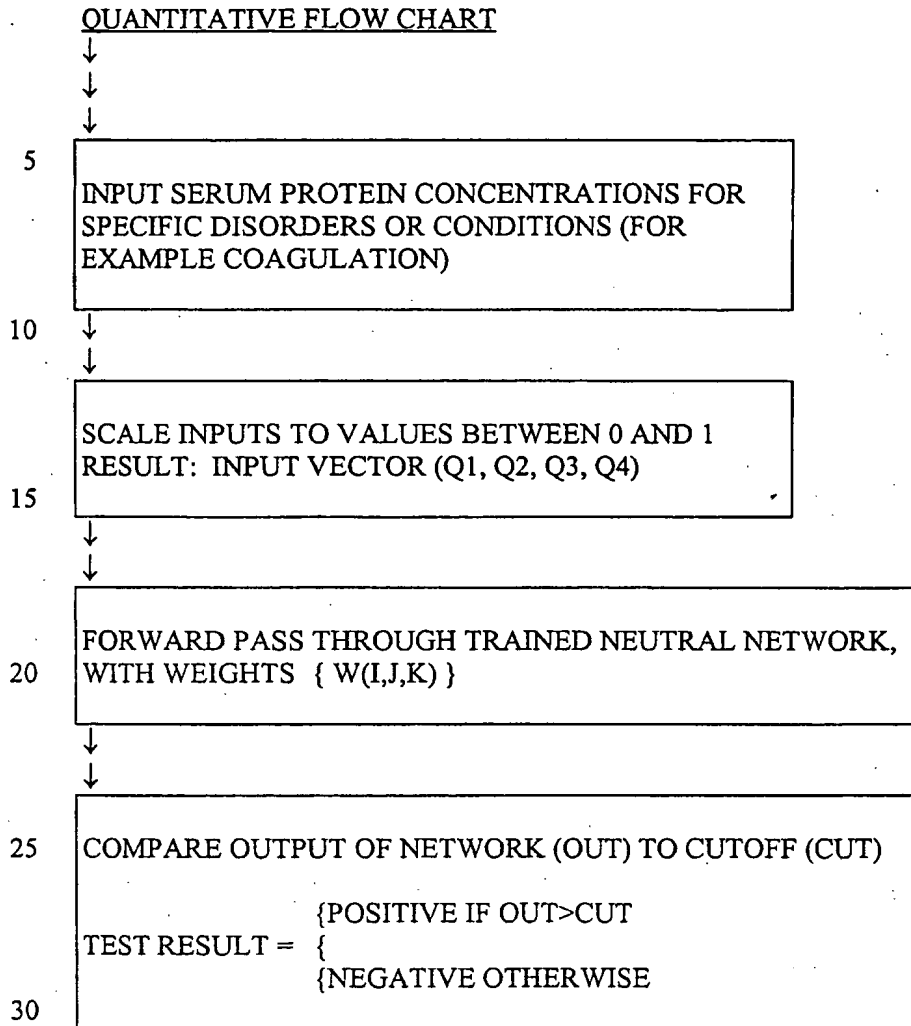 QUANTITATIVE FLOW CHART
↓
↓
↓
5
INPUT SERUM PROTEIN CONCENTRATIONS FOR
SPECIFIC DISORDERS OR CONDITIONS (FOR
EXAMPLE COAGULATION)
10 ↓
↓
SCALE INPUTS TO VALUES BETWEEN 0 AND 1
RESULT: INPUT VECTOR (Q1, Q2, Q3, Q4)
15
↓
↓
FORWARD PASS THROUGH TRAINED NEUTRAL NETWORK,
20 WITH WEIGHTS { W(I,J,K) }
↓
↓
25 COMPARE OUTPUT OF NETWORK (OUT) TO CUTOFF (CUT)
{POSITIVE IF OUT>CUT
TEST RESULT = {
{NEGATIVE OTHERWISE
30